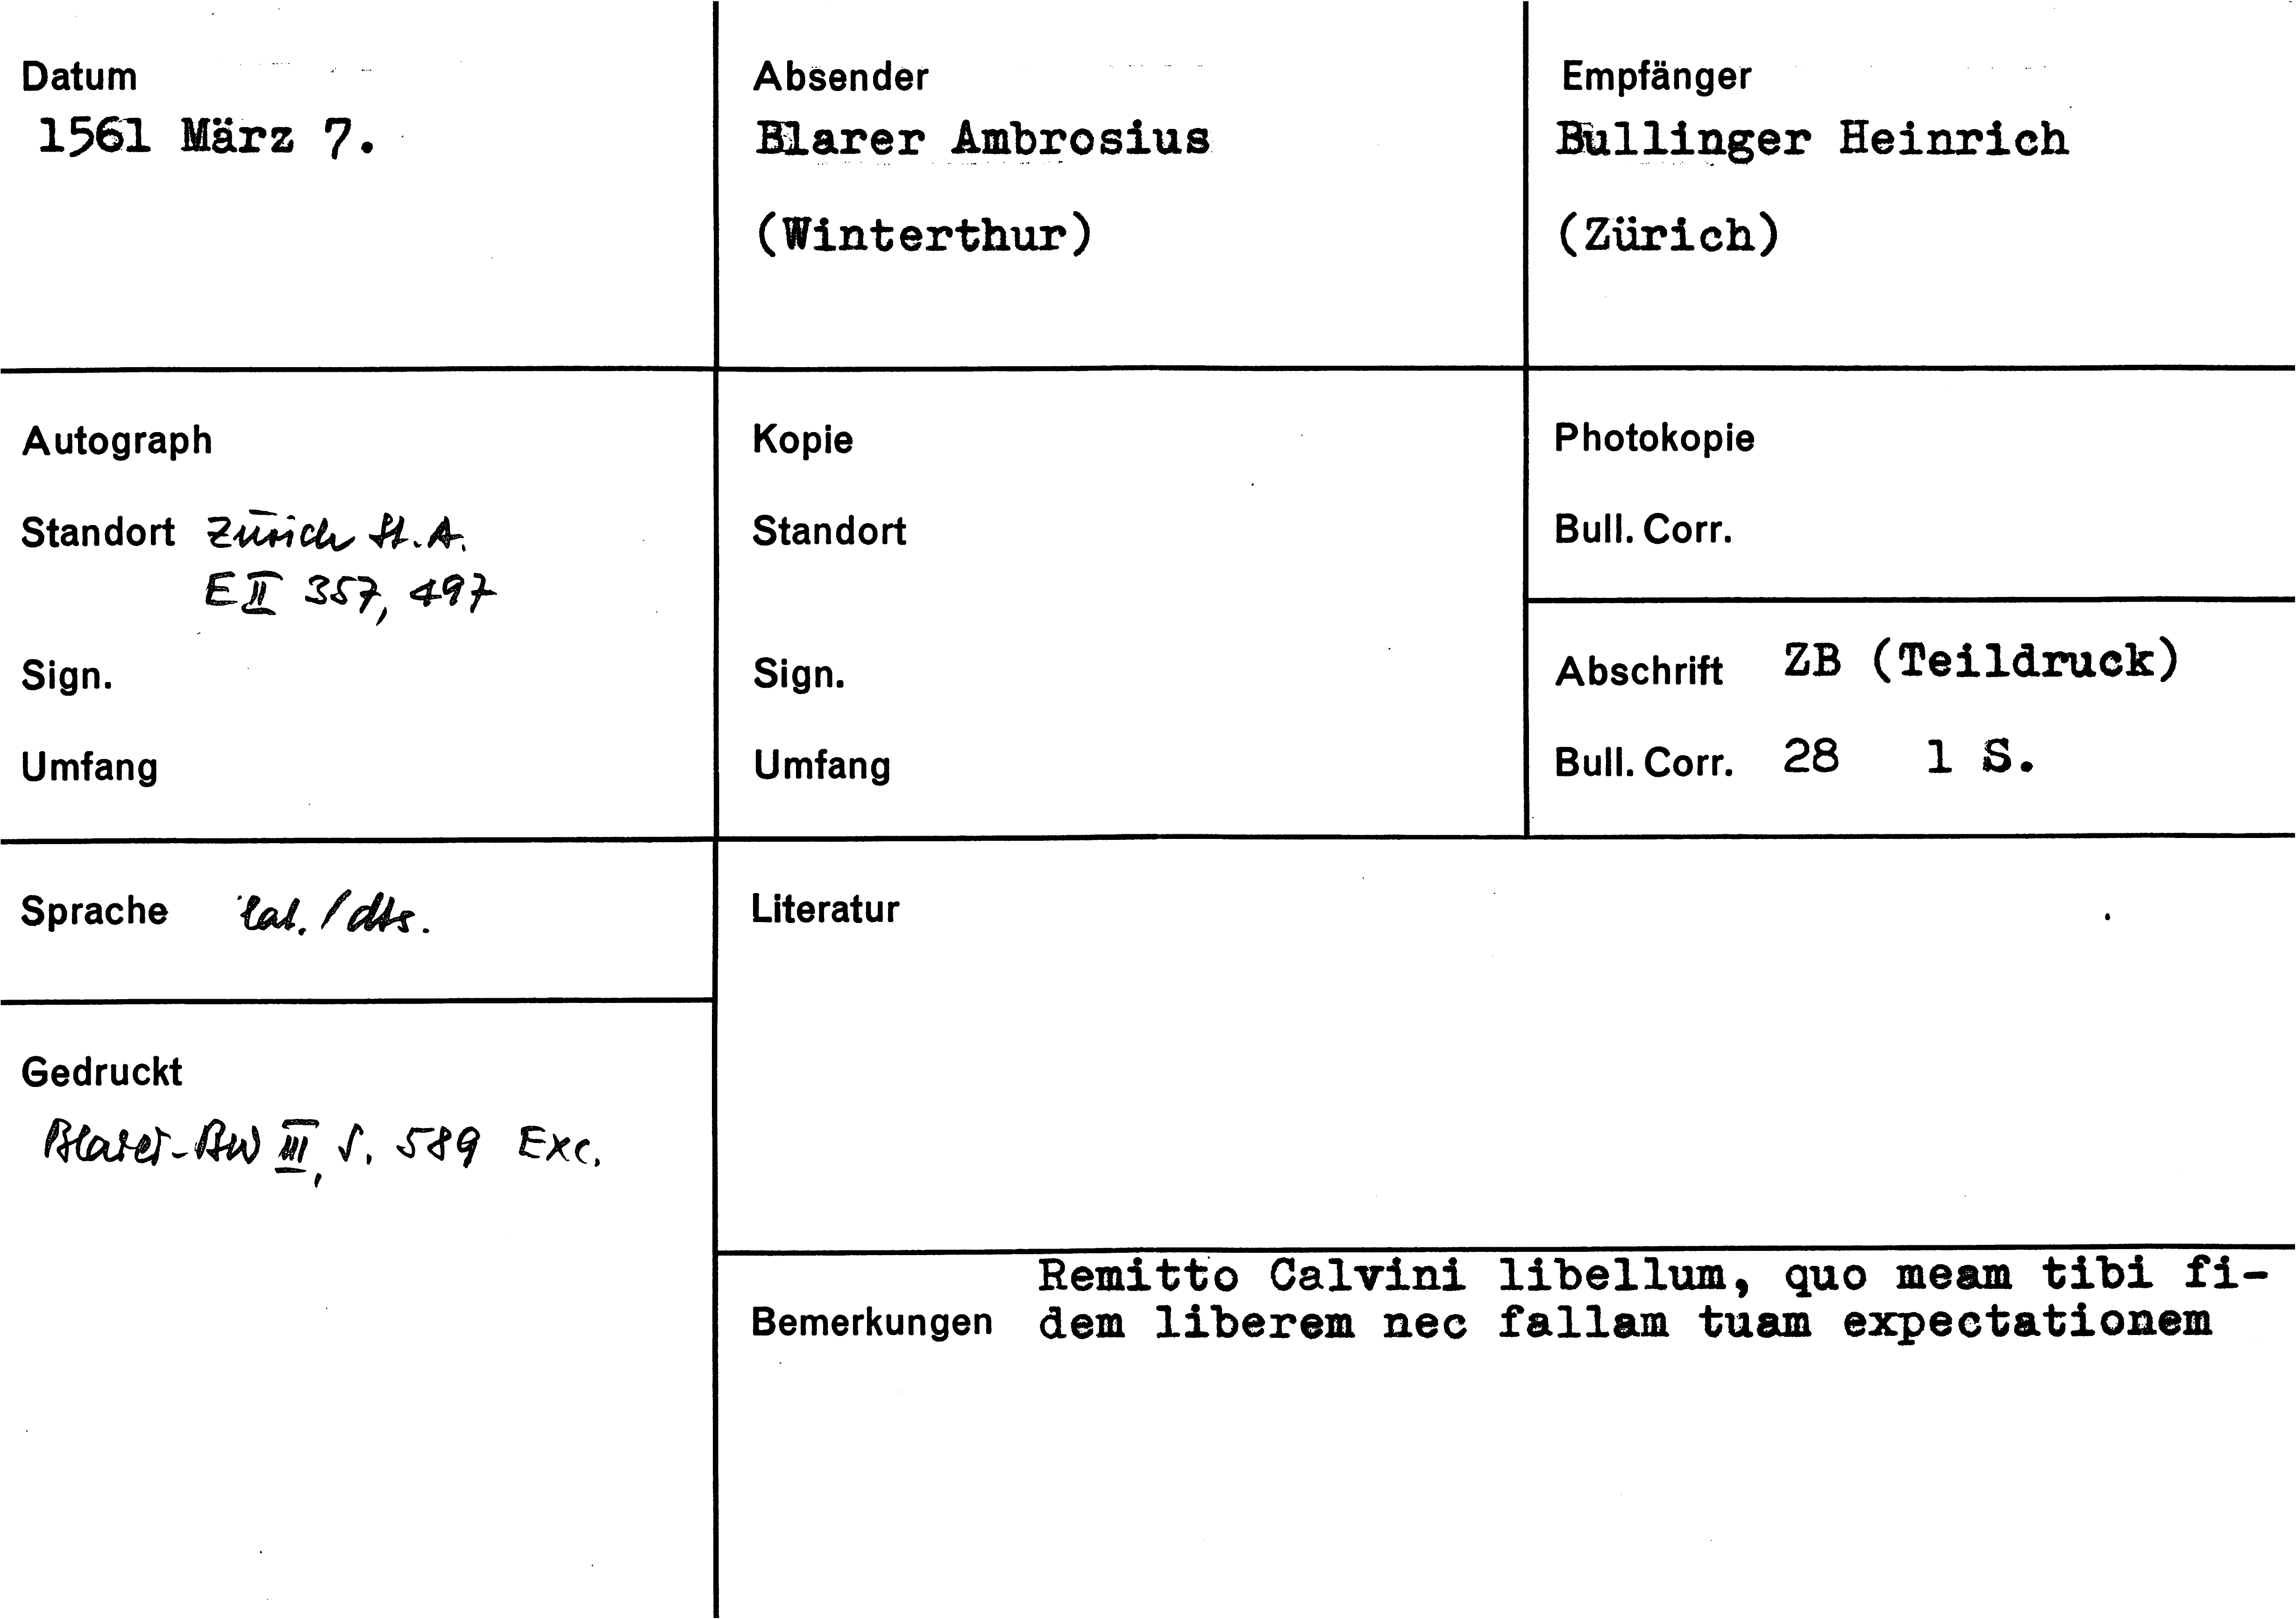 Datum
1561 März 7.
Absender
Blarer Ambrosius
(Winterthur)
Empfänger
Bullinger Heinrich
(Zürich)
Autograph
Standort Zürich St. A.
E II 357, 497
Sign.
Umfang
Kopie
Standort
Sign.
Umfang
Photokopie
Bull. Corr.
Abschrift ZB (Teildruck)
Bull. Corr. 28 1 S.
Sprache lat. / dts.
Literatur
Gedruckt
Blarer-BW III, S. 589 Exc.
Remitto Calvini libellum, quo meam tibi fi-
Bemerkungen dem liberem nec fallam tuam expectationem